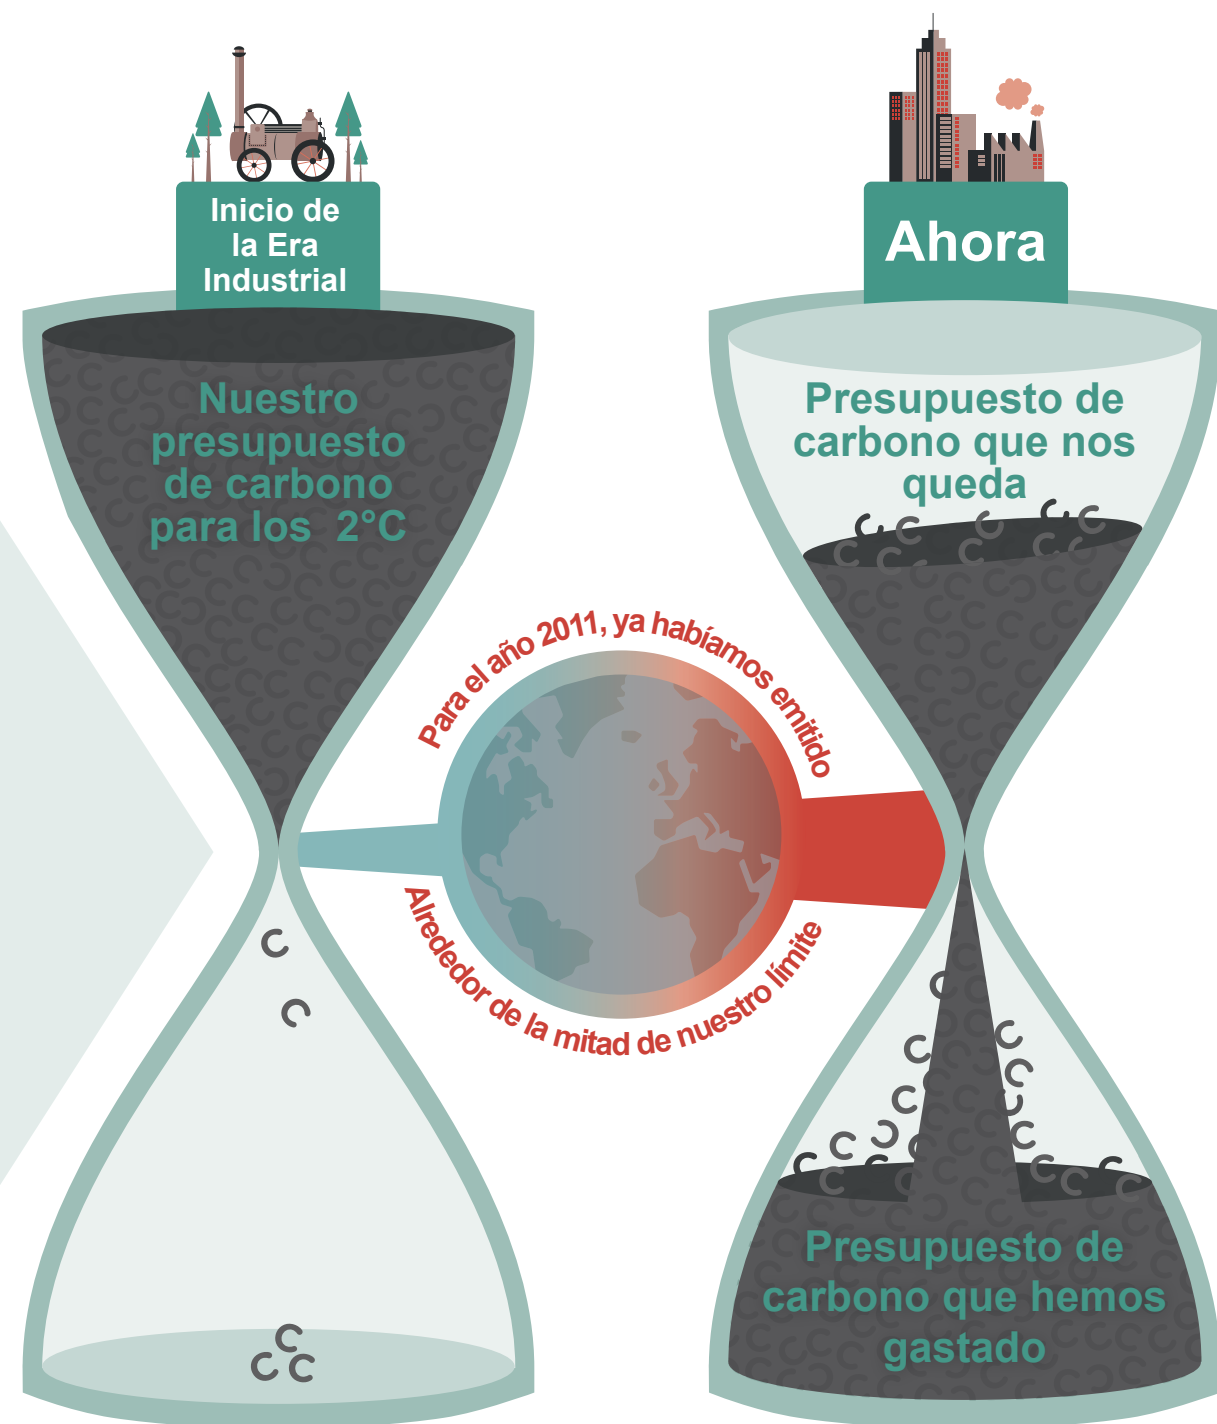 Inicio de
la Era
Industrial
Nuestro
presupuesto
de carbono
para los 2°C
Ahora
Presupuesto de
carbono que nos
queda
Para el año 2011, ya habíamos emitido
Alrededor de la mitad de nuestro límite
Presupuesto de
carbono que hemos
gastado